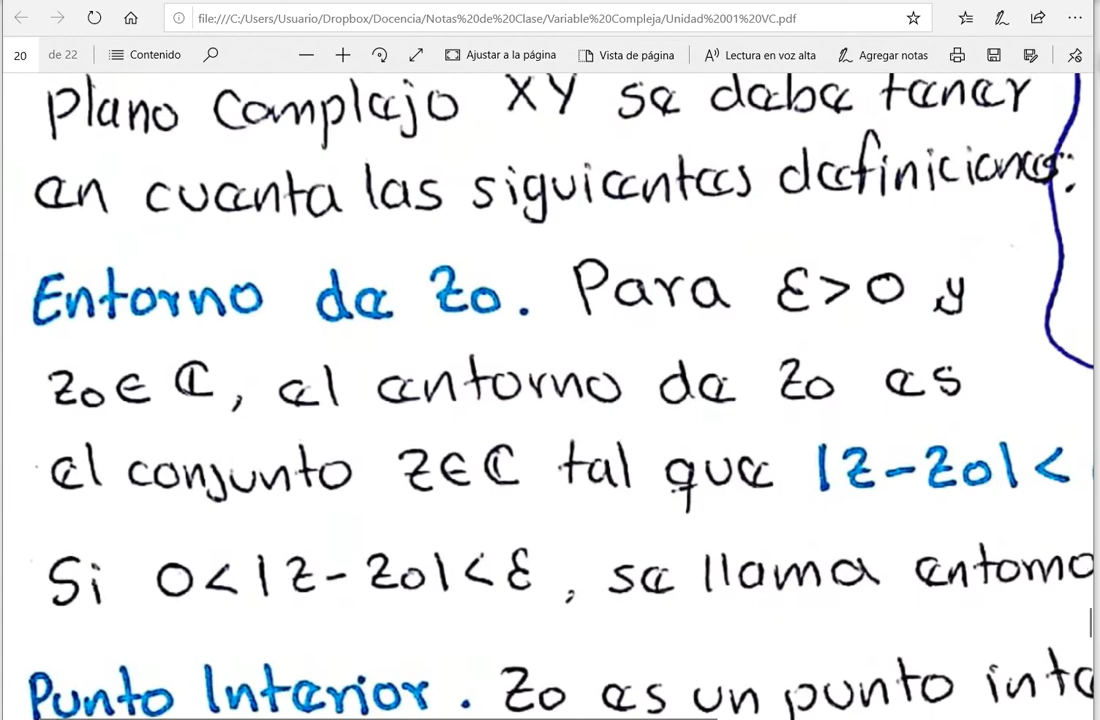 file:///C:/Users/Usuario/Dropbox/Docencia/Notas%20de%20Clase/Variable%20Compleja/Unidad%2001%20VC.pdf
20 de 22 Contenido Ajustar a la página Vista de página Lectura en voz alta Agregar notas
plano complejo XY se debe tener
en cuenta las siguientes definiciones:
Entorno de Zo. Para ε>0 y
Zo∈ℂ, el entorno de Zo es
el conjunto Z∈ℂ tal que |Z-Zo|<
Si 0<|Z-Zo|<ε, se llama entorno
Punto Interior. Zo es un punto inte